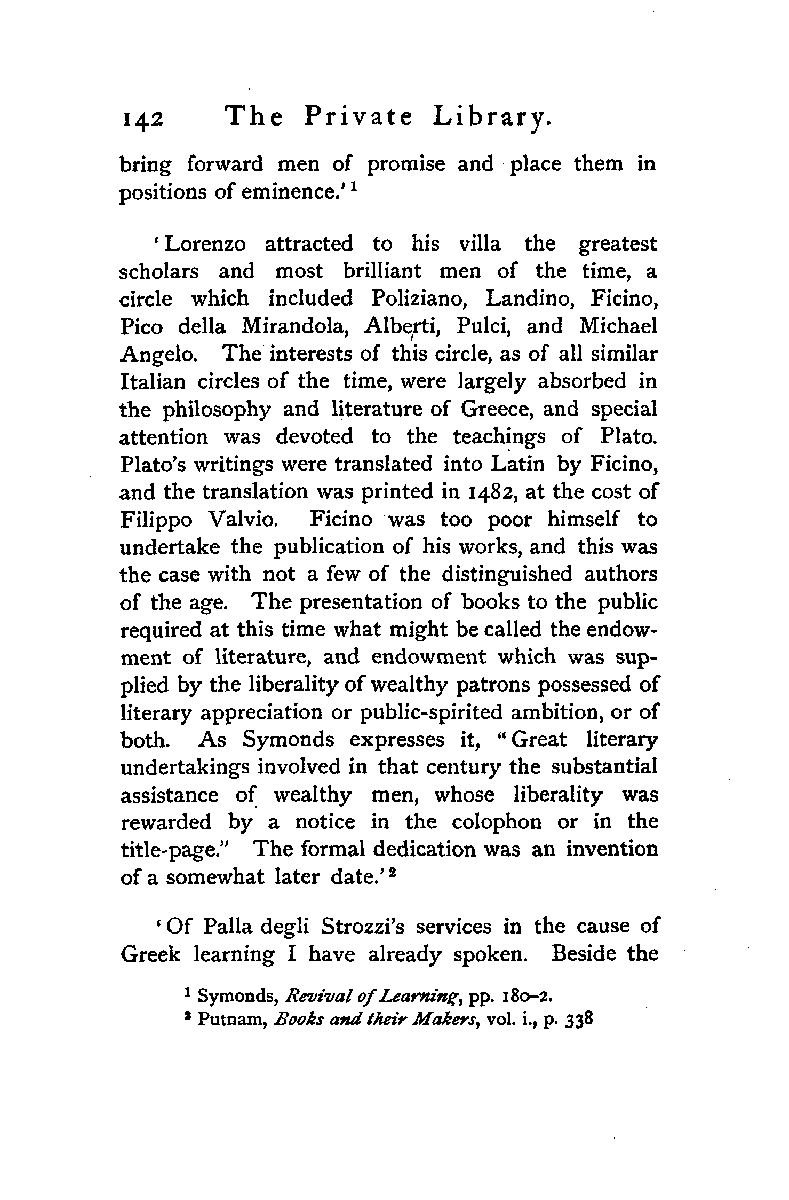 142 The Private Library.
bring forward men of promise and place them in
positions of eminence.' ¹
'Lorenzo attracted to his villa the greatest
scholars and most brilliant men of the time, a
circle which included Poliziano, Landino, Ficino,
Pico della Mirandola, Alberti, Pulci, and Michael
Angelo. The interests of this circle, as of all similar
Italian circles of the time, were largely absorbed in
the philosophy and literature of Greece, and special
attention was devoted to the teachings of Plato.
Plato's writings were translated into Latin by Ficino,
and the translation was printed in 1482, at the cost of
Filippo Valvio. Ficino was too poor himself to
undertake the publication of his works, and this was
the case with not a few of the distinguished authors
of the age. The presentation of books to the public
required at this time what might be called the endow-
ment of literature, and endowment which was sup-
plied by the liberality of wealthy patrons possessed of
literary appreciation or public-spirited ambition, or of
both. As Symonds expresses it, "Great literary
undertakings involved in that century the substantial
assistance of wealthy men, whose liberality was
rewarded by a notice in the colophon or in the
title-page." The formal dedication was an invention
of a somewhat later date.' ²
'Of Palla degli Strozzi's services in the cause of
Greek learning I have already spoken. Beside the
¹ Symonds, Revival of Learning, pp. 180-2.
² Putnam, Books and their Makers, vol. i., p. 338